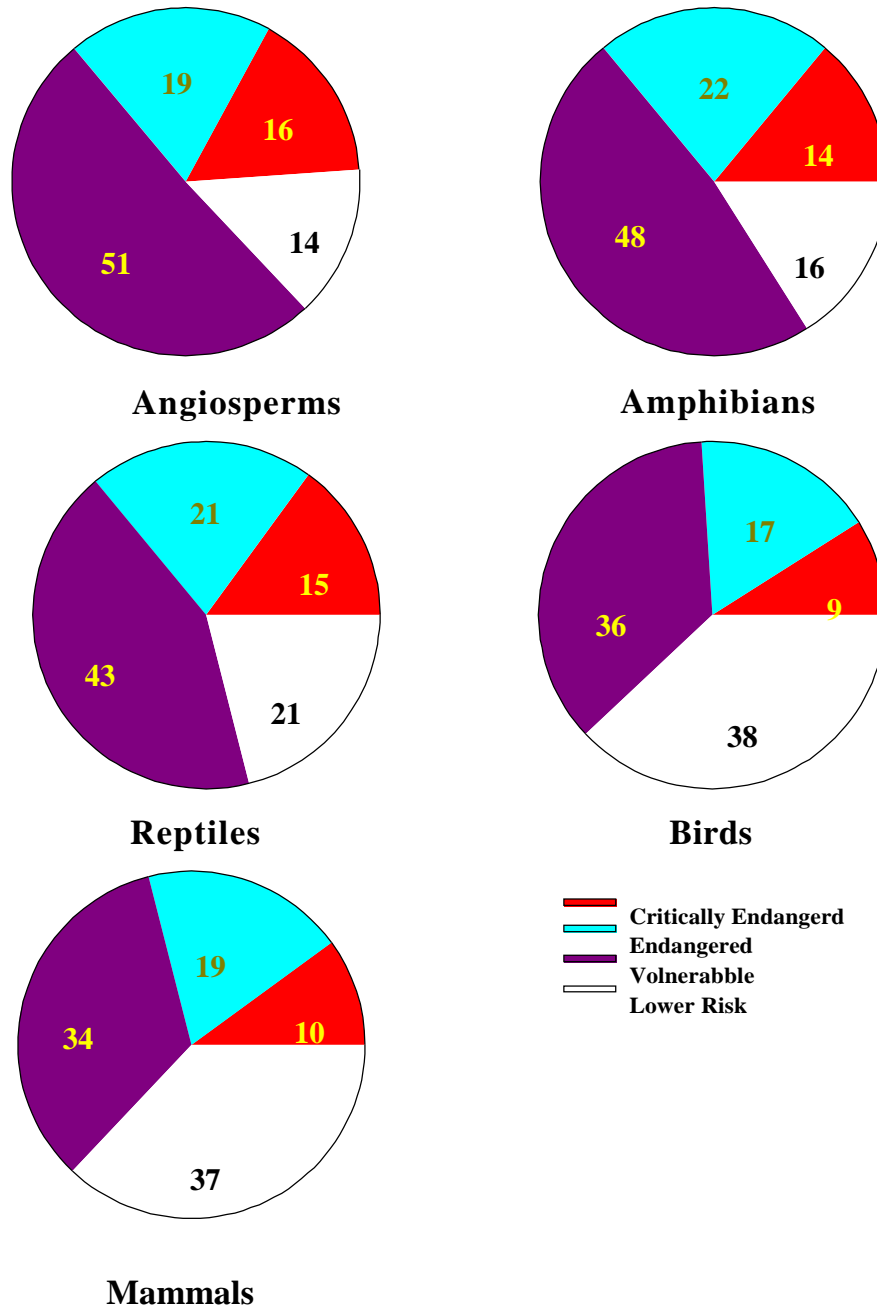 19
16
14
51
Angiosperms
22
14
48
16
Amphibians
21
15
43
21
Reptiles
17
9
36
38
Birds
19
10
34
37
Mammals
Critically Endangerd
Endangered
Volnerabble
Lower Risk